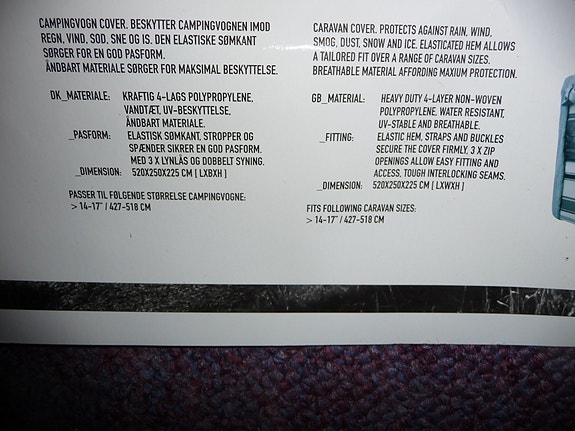 CAMPINGVOGN COVER. BESKYTTER CAMPINGVOGNEN IMOD
REGN, VIND, SOD, SNE OG IS. DEN ELASTISKE SØMKANT
SØRGER FOR EN GOD PASFORM.
ÅNDBART MATERIALE SØRGER FOR MAKSIMAL BESKYTTELSE.
DK_MATERIALE: KRAFTIG 4-LAGS POLYPROPYLENE,
VANDTÆT, UV-BESKYTTELSE,
ÅNDBART MATERIALE.
_PASFORM: ELASTISK SØMKANT, STROPPER OG
SPÆNDER SIKRER EN GOD PASFORM.
MED 3 X LYNLÅS OG DOBBELT SYNING.
_DIMENSION: 520X250X225 CM [ LXBXH ]
PASSER TIL FØLGENDE STØRRELSE CAMPINGVOGNE:
> 14-17" / 427-518 CM
CARAVAN COVER. PROTECTS AGAINST RAIN, WIND,
SMOG, DUST, SNOW AND ICE. ELASTICATED HEM ALLOWS
A TAILORED FIT OVER A RANGE OF CARAVAN SIZES.
BREATHABLE MATERIAL AFFORDING MAXIUM PROTECTION.
GB_MATERIAL: HEAVY DUTY 4-LAYER NON-WOVEN
POLYPROPYLENE, WATER RESISTANT,
UV-STABLE AND BREATHABLE.
_FITTING: ELASTIC HEM, STRAPS AND BUCKLES
SECURE THE COVER FIRMLY, 3 X ZIP
OPENINGS ALLOW EASY FITTING AND
ACCESS, TOUGH INTERLOCKING SEAMS.
_DIMENSION: 520X250X225 CM [ LXWXH ]
FITS FOLLOWING CARAVAN SIZES:
> 14-17" / 427-518 CM